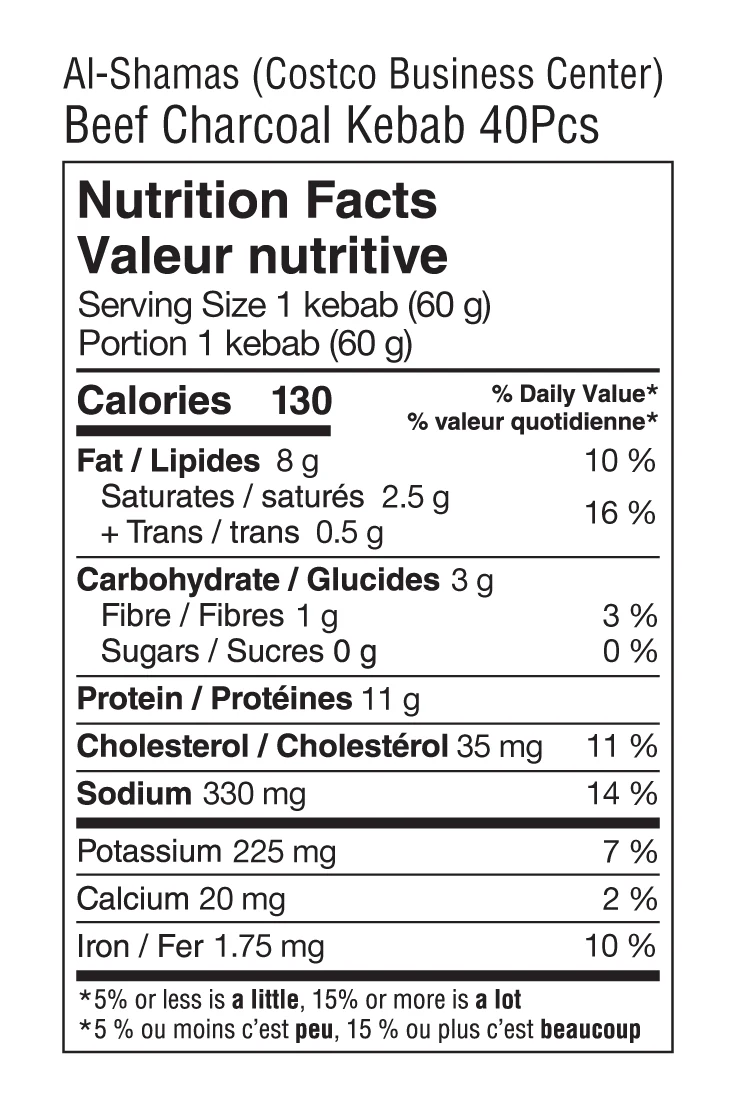 Al-Shamas (Costco Business Center)
Beef Charcoal Kebab 40Pcs
Nutrition Facts
Valeur nutritive
Serving Size 1 kebab (60 g)
Portion 1 kebab (60 g)
Calories 130
% Daily Value*
% valeur quotidienne*
Fat / Lipides 8 g 10 %
Saturates / saturés 2.5 g
+ Trans / trans 0.5 g
16 %
Carbohydrate / Glucides 3 g
Fibre / Fibres 1 g 3 %
Sugars / Sucres 0 g 0 %
Protein / Protéines 11 g
Cholesterol / Cholestérol 35 mg 11 %
Sodium 330 mg 14 %
Potassium 225 mg 7 %
Calcium 20 mg 2 %
Iron / Fer 1.75 mg 10 %
*5% or less is a little, 15% or more is a lot
*5 % ou moins c'est peu, 15 % ou plus c'est beaucoup